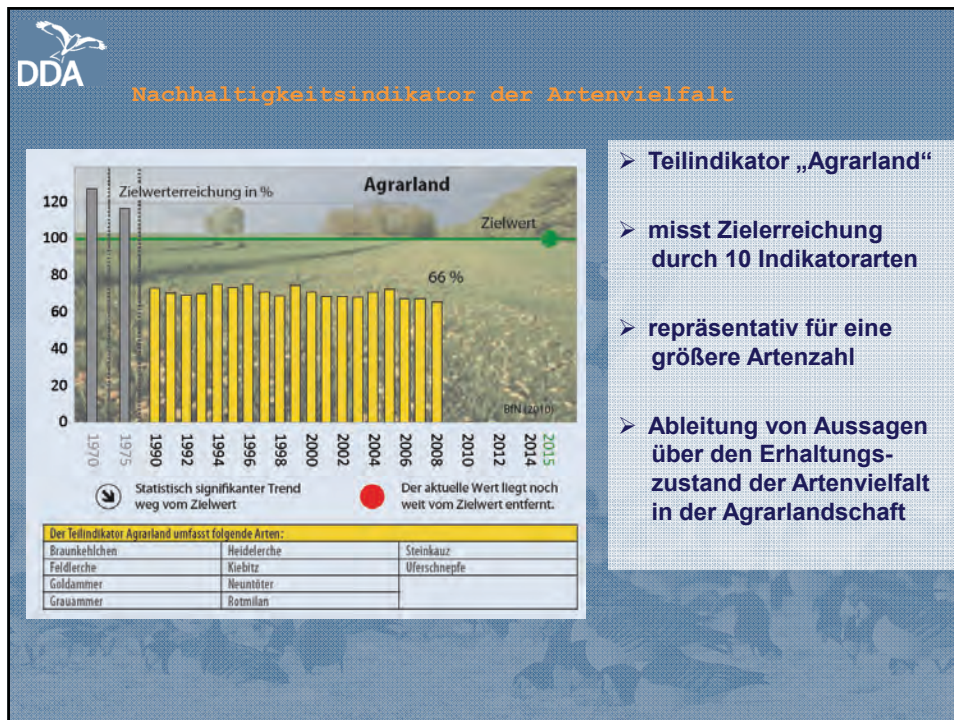 DDA
Nachhaltigkeitsindikator der Artenvielfalt
Zielwerterreichung in %
Agrarland
Zielwert
66 %
120
100
80
60
40
20
0
BfN (2010)
1970
1975
1990
1992
1994
1996
1998
2000
2002
2004
2006
2008
2010
2012
2014
2015
Statistisch signifikanter Trend
weg vom Zielwert
Der aktuelle Wert liegt noch
weit vom Zielwert entfernt.
Der Teilindikator Agrarland umfasst folgende Arten:
Braunkehlchen Heidelerche Steinkauz
Feldlerche Kiebitz Uferschnepfe
Goldammer Neuntöter
Grauammer Rotmilan
➢ Teilindikator „Agrarland“
➢ misst Zielerreichung
durch 10 Indikatorarten
➢ repräsentativ für eine
größere Artenzahl
➢ Ableitung von Aussagen
über den Erhaltungs-
zustand der Artenvielfalt
in der Agrarlandschaft